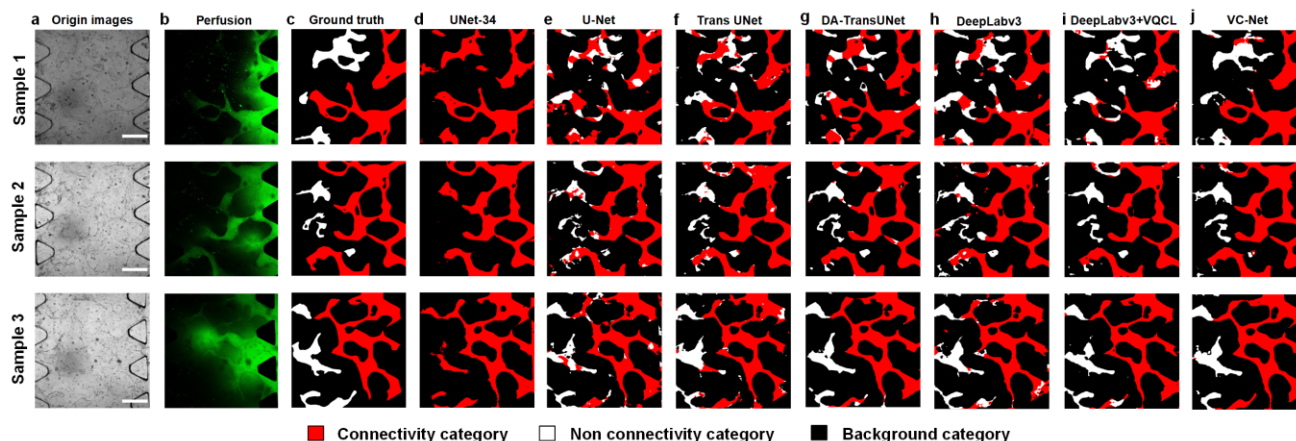 a Origin images b Perfusion c Ground truth d UNet-34 e U-Net f Trans UNet g DA-TransUNet h DeepLabv3 i DeepLabv3+VQCL j VC-Net
Sample 1
Sample 2
Sample 3
Connectivity category Non connectivity category Background category